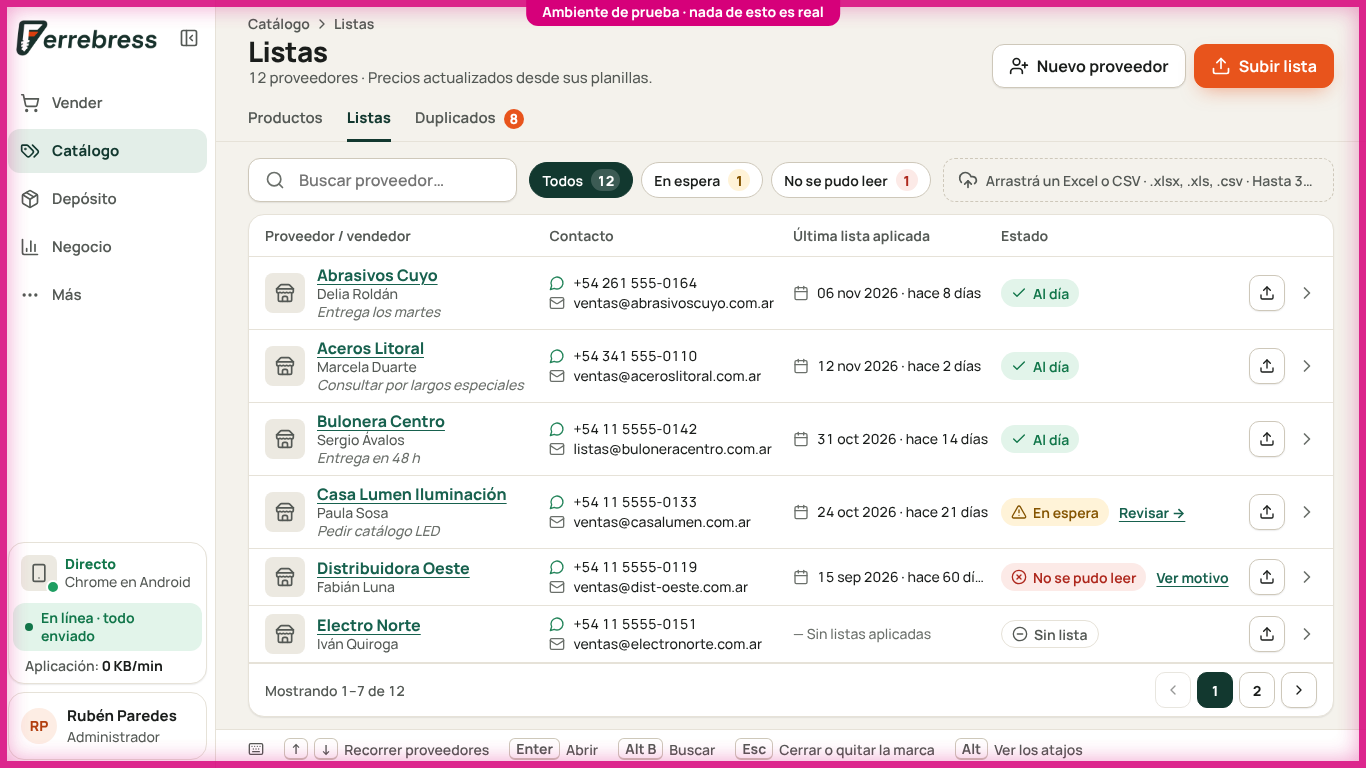 Ambiente de prueba · nada de esto es real
Ferrebress
Vender
Catálogo
Depósito
Negocio
Más
Directo
Chrome en Android
En línea · todo
enviado
Aplicación: 0 KB/min
RP
Rubén Paredes
Administrador
Catálogo > Listas
Listas
12 proveedores · Precios actualizados desde sus planillas.
Nuevo proveedor
Subir lista
Productos
Listas
Duplicados 8
Buscar proveedor…
Todos 12
En espera 1
No se pudo leer 1
Arrastrá un Excel o CSV · .xlsx, .xls, .csv · Hasta 3…
Proveedor / vendedor
Contacto
Última lista aplicada
Estado
Abrasivos Cuyo
Delia Roldán
Entrega los martes
+54 261 555-0164
ventas@abrasivoscuyo.com.ar
06 nov 2026 · hace 8 días
Al día
Aceros Litoral
Marcela Duarte
Consultar por largos especiales
+54 341 555-0110
ventas@aceroslitoral.com.ar
12 nov 2026 · hace 2 días
Al día
Bulonera Centro
Sergio Ávalos
Entrega en 48 h
+54 11 5555-0142
listas@buloneracentro.com.ar
31 oct 2026 · hace 14 días
Al día
Casa Lumen Iluminación
Paula Sosa
Pedir catálogo LED
+54 11 5555-0133
ventas@casalumen.com.ar
24 oct 2026 · hace 21 días
En espera
Revisar →
Distribuidora Oeste
Fabián Luna
+54 11 5555-0119
ventas@dist-oeste.com.ar
15 sep 2026 · hace 60 dí…
No se pudo leer
Ver motivo
Electro Norte
Iván Quiroga
+54 11 5555-0151
ventas@electronorte.com.ar
— Sin listas aplicadas
Sin lista
Mostrando 1–7 de 12
1
2
↑ ↓ Recorrer proveedores
Enter Abrir
Alt B Buscar
Esc Cerrar o quitar la marca
Alt Ver los atajos